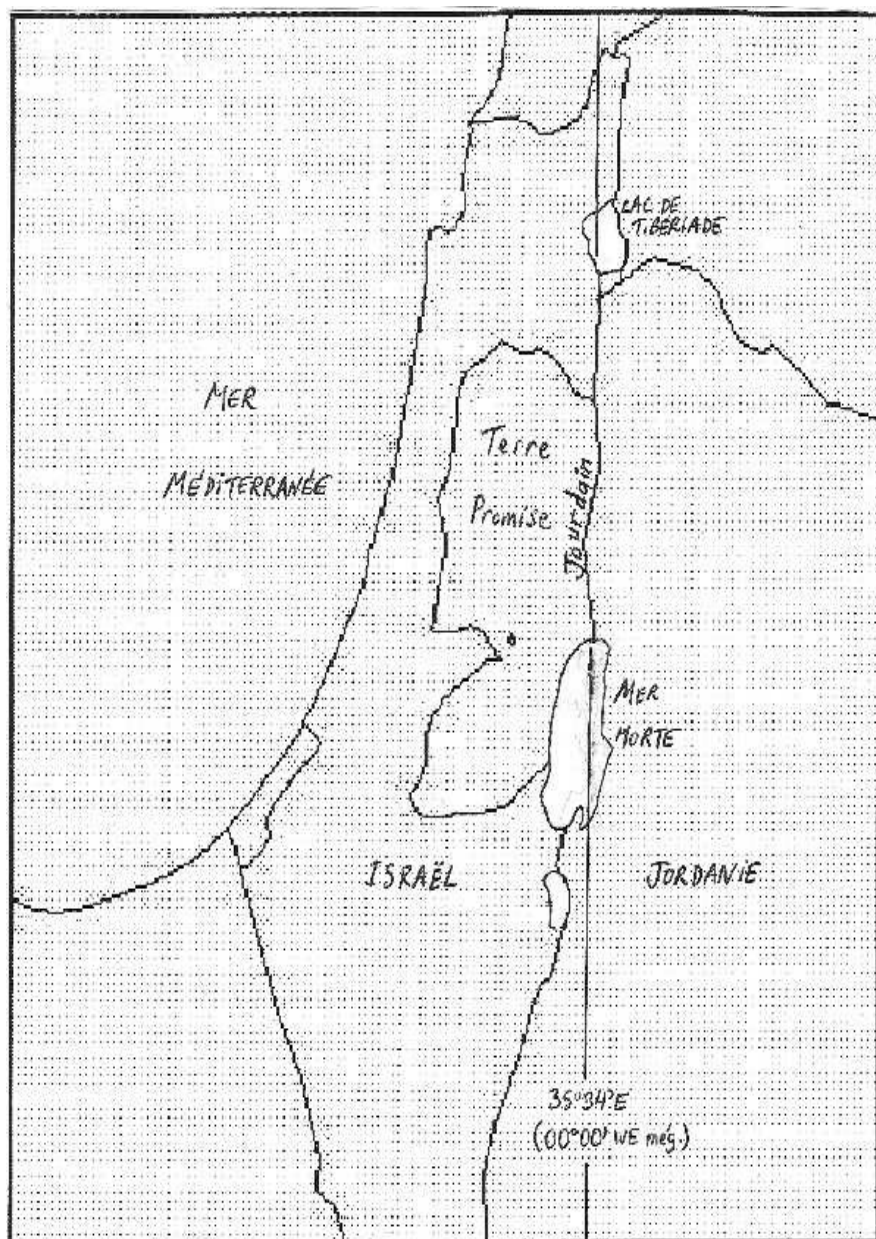 LAC DE
TIBERIADE
MER
MÉDITERRANÉE
Terre
Promise
Jourdain
MER
MORTE
ISRAËL
JORDANIE
35°34'E
(00°00' WE még.)